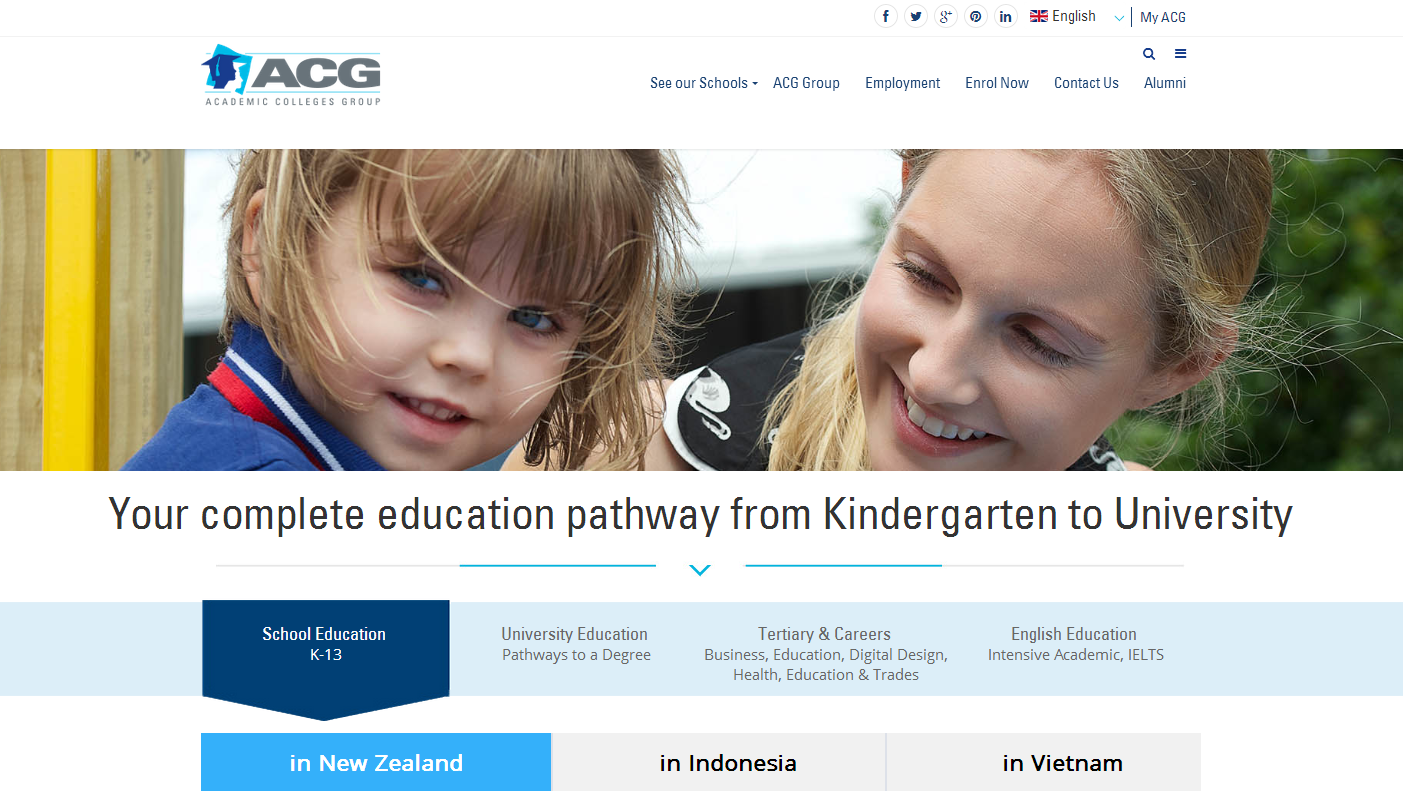 English
My ACG
ACG
ACADEMIC COLLEGES GROUP
See our Schools
ACG Group
Employment
Enrol Now
Contact Us
Alumni
Your complete education pathway from Kindergarten to University
School Education
K-13
University Education
Pathways to a Degree
Tertiary & Careers
Business, Education, Digital Design,
Health, Education & Trades
English Education
Intensive Academic, IELTS
in New Zealand
in Indonesia
in Vietnam